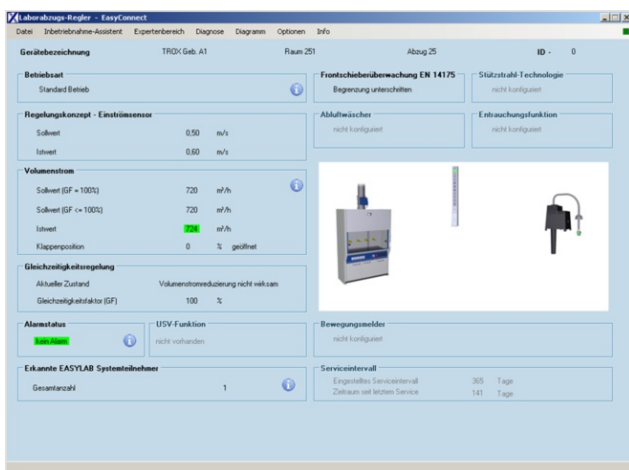 Laborabzugs-Regler - EasyConnect
Datei Inbetriebnahme-Assistent Expertenbereich Diagnose Diagramm Optionen Info
Gerätebezeichnung TROX Geb. A1 Raum 251 Abzug 25 ID - 0
Betriebsart
Standard Betrieb
Frontschieberüberwachung EN 14175
Begrenzung unterschritten
Stützstrahl-Technologie
nicht konfiguriert
Regelungskonzept - Einströmsensor
Sollwert 0,50 m/s
Istwert 0,60 m/s
Abluftwäscher
nicht konfiguriert
Entrauchungsfunktion
nicht konfiguriert
Volumenstrom
Sollwert (GF = 100%) 720 m³/h
Sollwert (GF <= 100%) 720 m³/h
Istwert 724 m³/h
Klappenposition 0 % geöffnet
Gleichzeitigkeitsregelung
Aktueller Zustand Volumenstromreduzierung nicht wirksam
Gleichzeitigkeitsfaktor (GF) 100 %
Alarmstatus
kein Alarm
USV-Funktion
nicht vorhanden
Bewegungsmelder
nicht konfiguriert
Erkannte EASYLAB Systemteilnehmer
Gesamtanzahl 1
Serviceintervall
Eingestelltes Serviceintervall 365 Tage
Zeitraum seit letztem Service 141 Tage